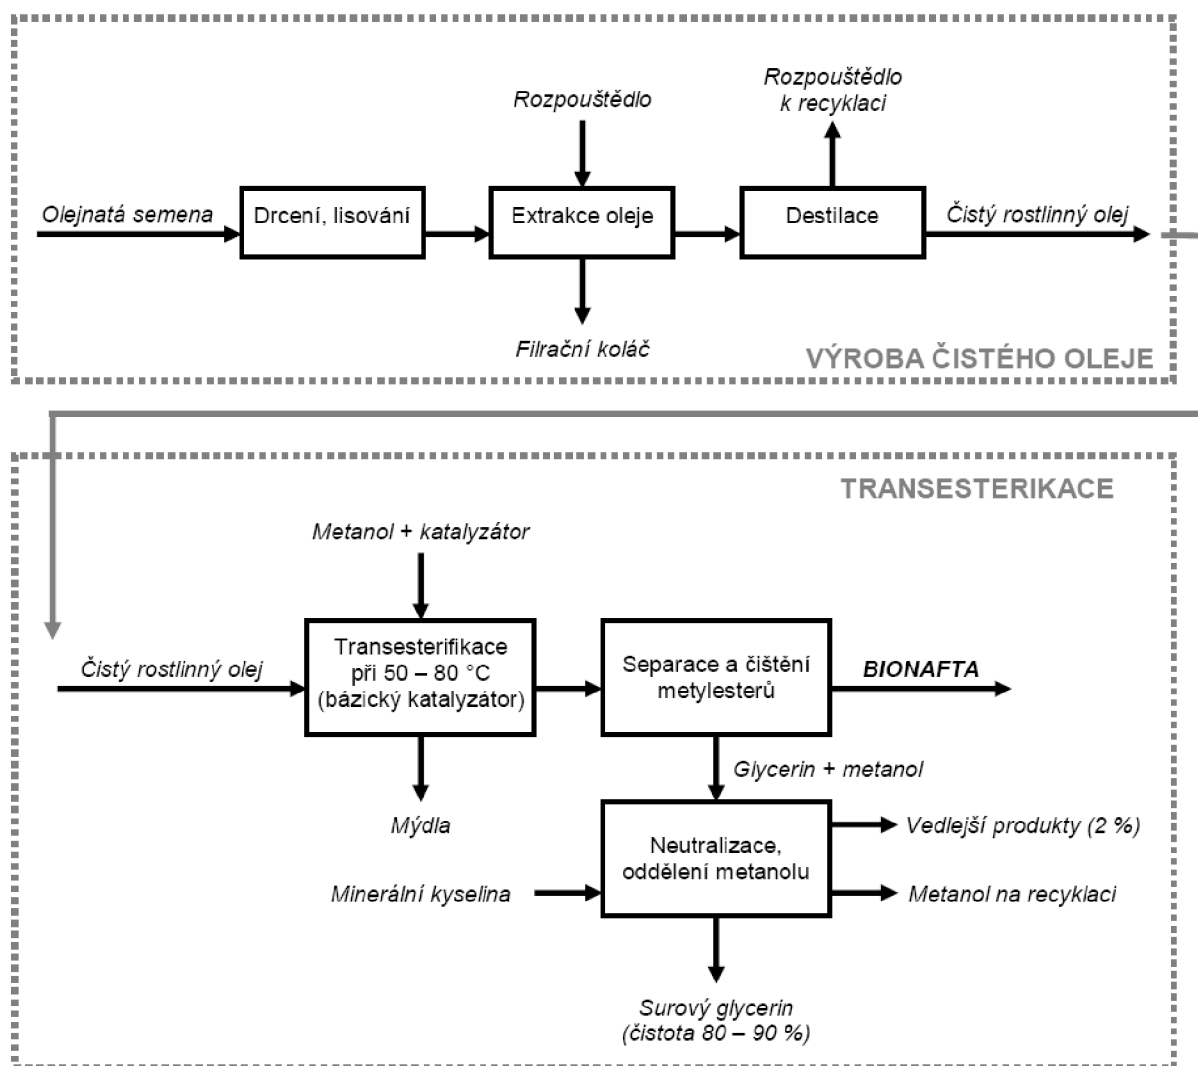 Rozpouštědlo
k recyklaci
Rozpouštědlo
Olejnatá semena
Drcení, lisování
Extrakce oleje
Destilace
Čistý rostlinný olej
Filrační koláč
VÝROBA ČISTÉHO OLEJE
TRANSESTERIKACE
Metanol + katalyzátor
Čistý rostlinný olej
Transesterifikace
při 50 – 80 °C
(bázický katalyzátor)
Separace a čištění
metylesterů
BIONAFTA
Glycerin + metanol
Mýdla
Neutralizace,
oddělení metanolu
Vedlejší produkty (2 %)
Minerální kyselina
Metanol na recyklaci
Surový glycerin
(čistota 80 – 90 %)